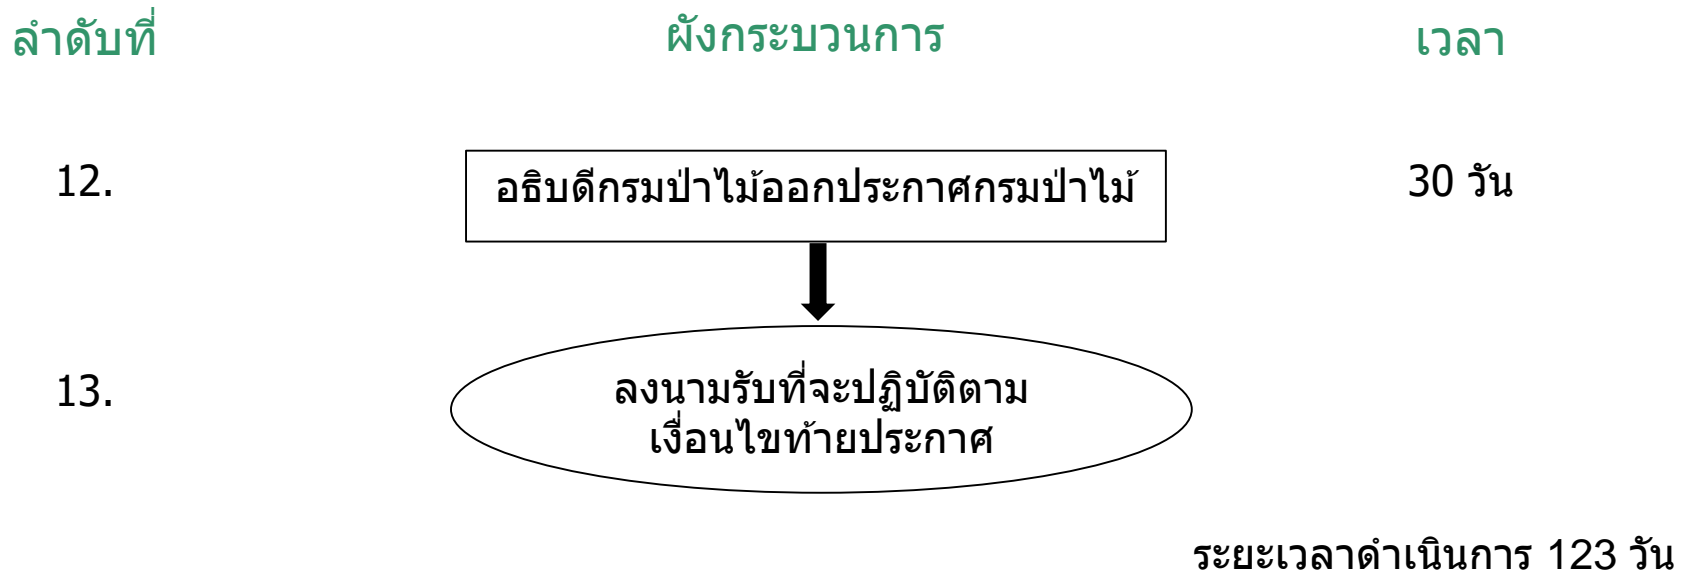 ลำดับที่ ผังกระบวนการ เวลา
12. อธิบดีกรมป่าไม้ออกประกาศกรมป่าไม้ 30 วัน
13. ลงนามรับที่จะปฏิบัติตาม
เงื่อนไขท้ายประกาศ
ระยะเวลาดำเนินการ 123 วัน